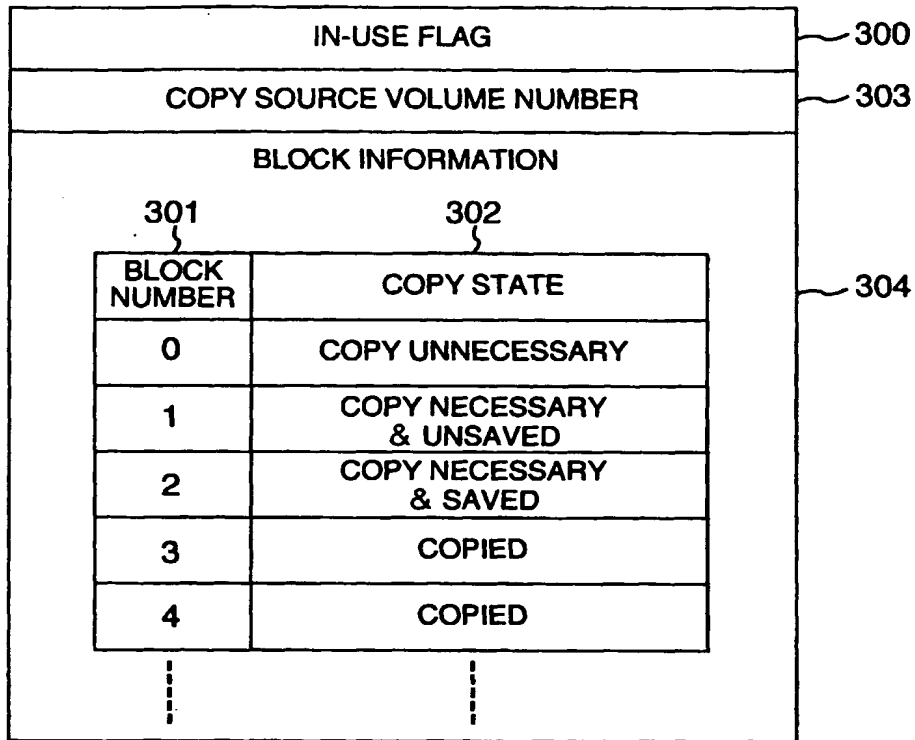 IN-USE FLAG 300
COPY SOURCE VOLUME NUMBER 303
BLOCK INFORMATION
301 302
BLOCK NUMBER COPY STATE 304
0 COPY UNNECESSARY
1 COPY NECESSARY
& UNSAVED
2 COPY NECESSARY
& SAVED
3 COPIED
4 COPIED